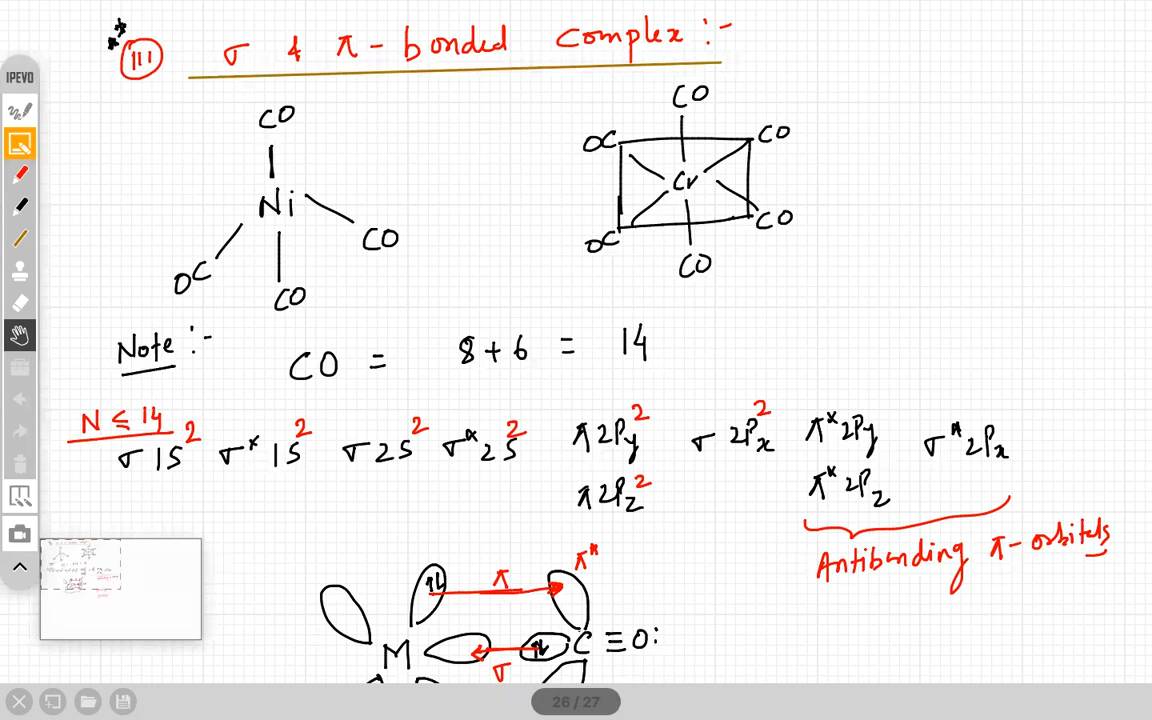 IPEVO
** (III) σ & π-bonded Complex :-
CO
Ni
OC
CO
CO
CO
OC
CO
Cr
OC
CO
CO
Note :-
CO = 8 + 6 = 14
N ≤ 14
σ1S² σ*1S² σ2S² σ*2S² π2Py² σ2Px² π*2Py σ*2Px
π2Pz² π*2Pz
Antibonding π-orbitals
π*
π
M
C ≡ O:
σ
26 / 27